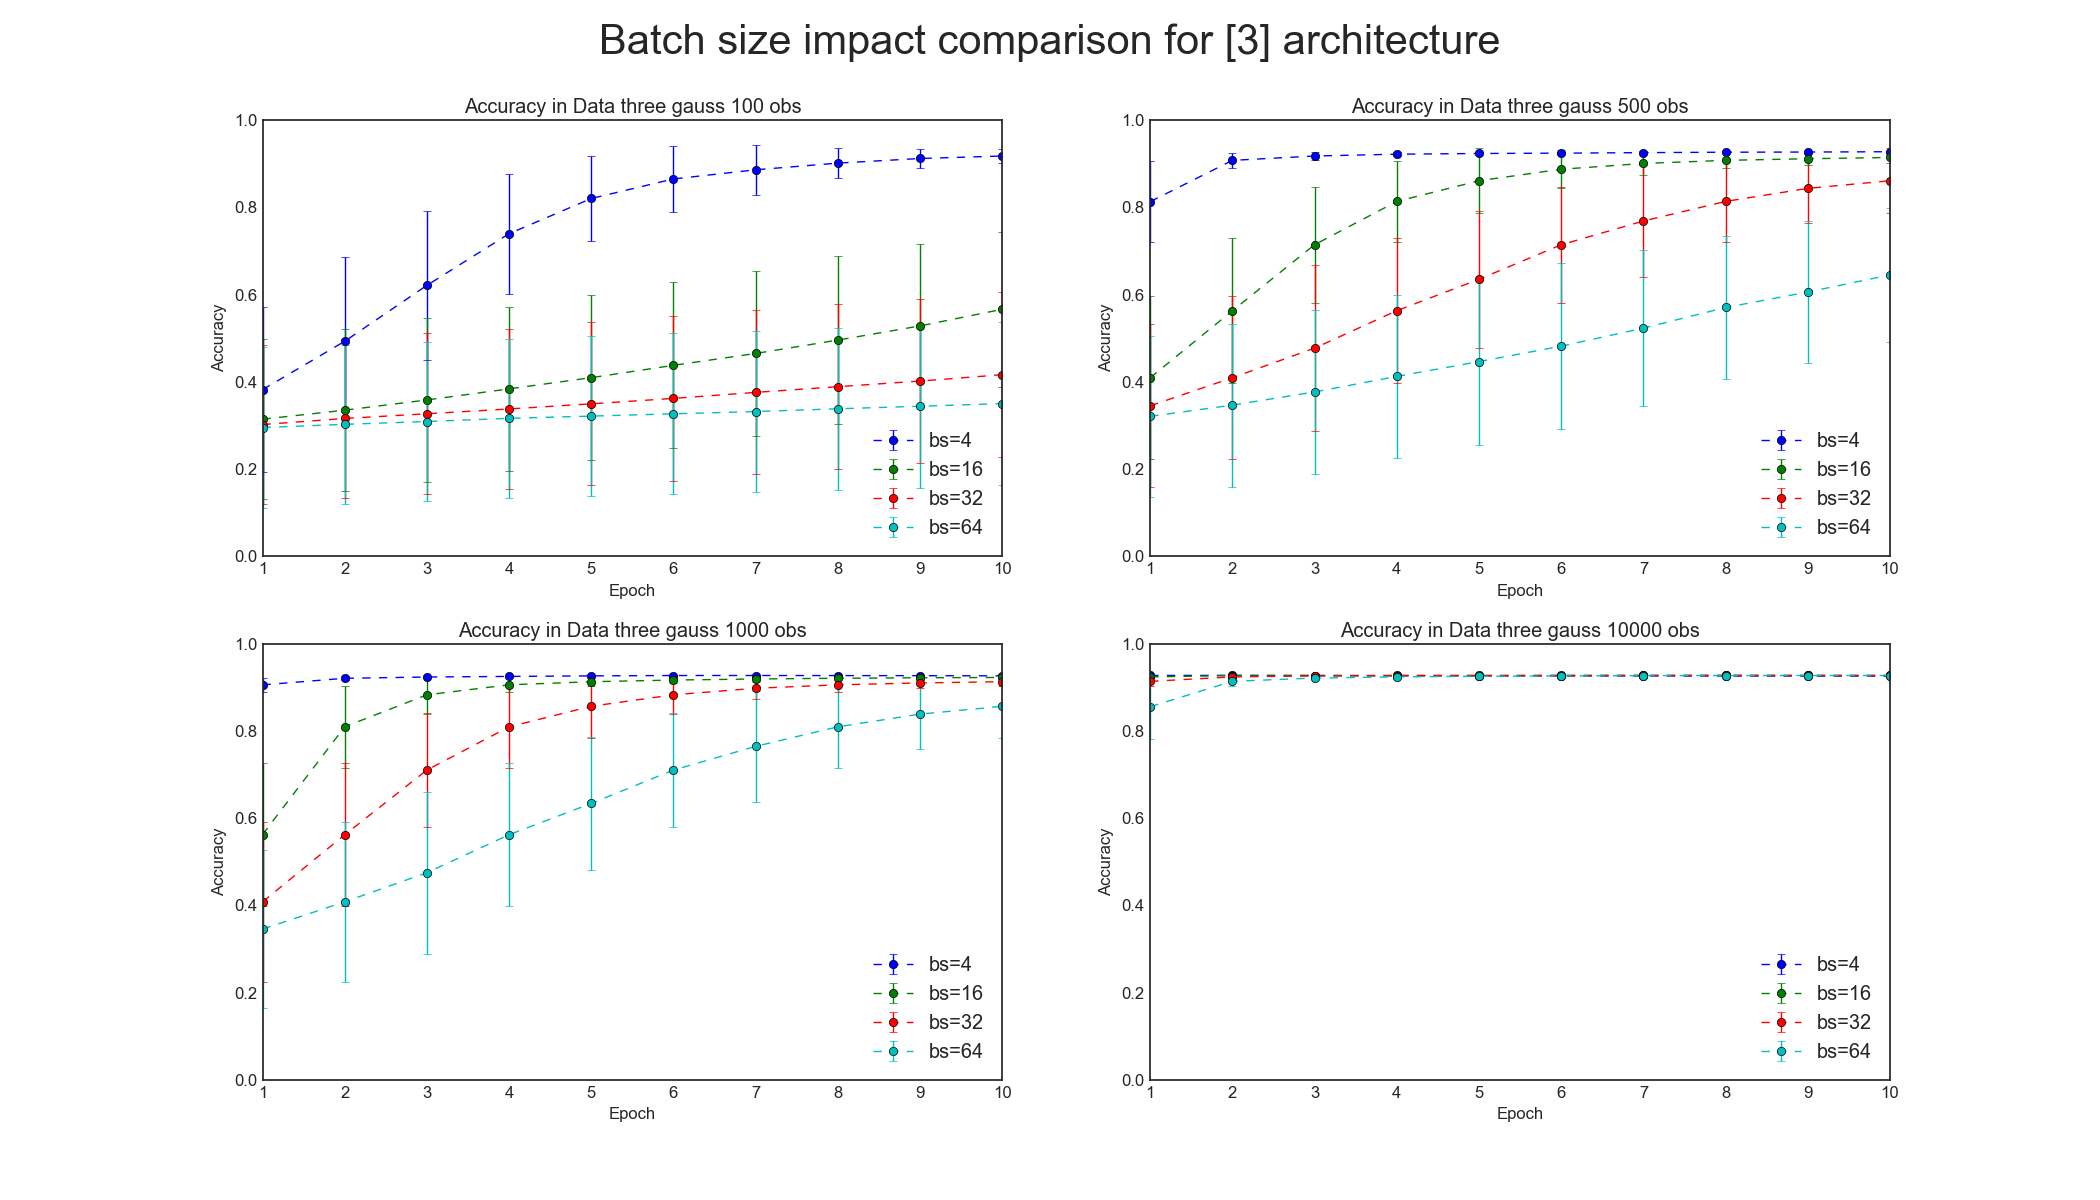 Batch size impact comparison for [3] architecture
Accuracy in Data three gauss 100 obs
1.0
0.8
0.6
0.4
0.2
0.0
Accuracy
1 2 3 4 5 6 7 8 9 10
Epoch
bs=4
bs=16
bs=32
bs=64
Accuracy in Data three gauss 500 obs
1.0
0.8
0.6
0.4
0.2
0.0
Accuracy
1 2 3 4 5 6 7 8 9 10
Epoch
bs=4
bs=16
bs=32
bs=64
Accuracy in Data three gauss 1000 obs
1.0
0.8
0.6
0.4
0.2
0.0
Accuracy
1 2 3 4 5 6 7 8 9 10
Epoch
bs=4
bs=16
bs=32
bs=64
Accuracy in Data three gauss 10000 obs
1.0
0.8
0.6
0.4
0.2
0.0
Accuracy
1 2 3 4 5 6 7 8 9 10
Epoch
bs=4
bs=16
bs=32
bs=64